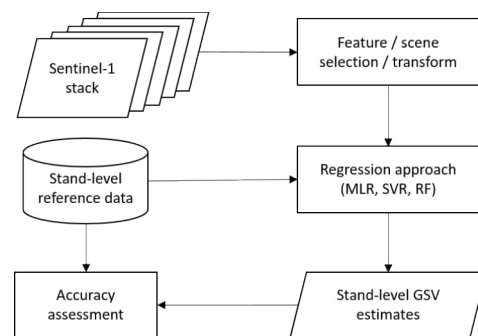 Sentinel-1
stack
Feature / scene
selection / transform
Stand-level
reference data
Regression approach
(MLR, SVR, RF)
Accuracy
assessment
Stand-level GSV
estimates